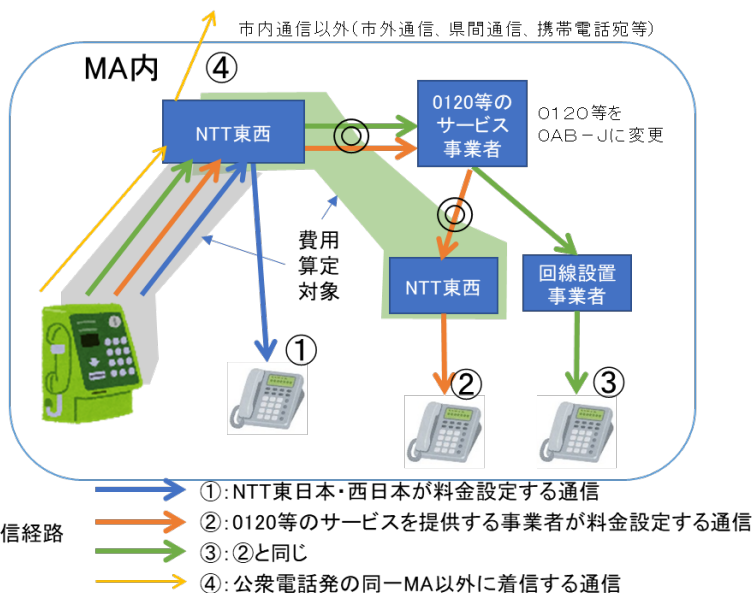 市内通信以外(市外通信、県間通信、携帯電話宛等)
MA内
④
NTT東西
0120等の
サービス
事業者
0120等を
0AB-Jに変更
◎
◎
費用
算定
対象
NTT東西
回線設置
事業者
①
②
③
信経路
①:NTT東日本・西日本が料金設定する通信
②:0120等のサービスを提供する事業者が料金設定する通信
③:②と同じ
④:公衆電話発の同一MA以外に着信する通信